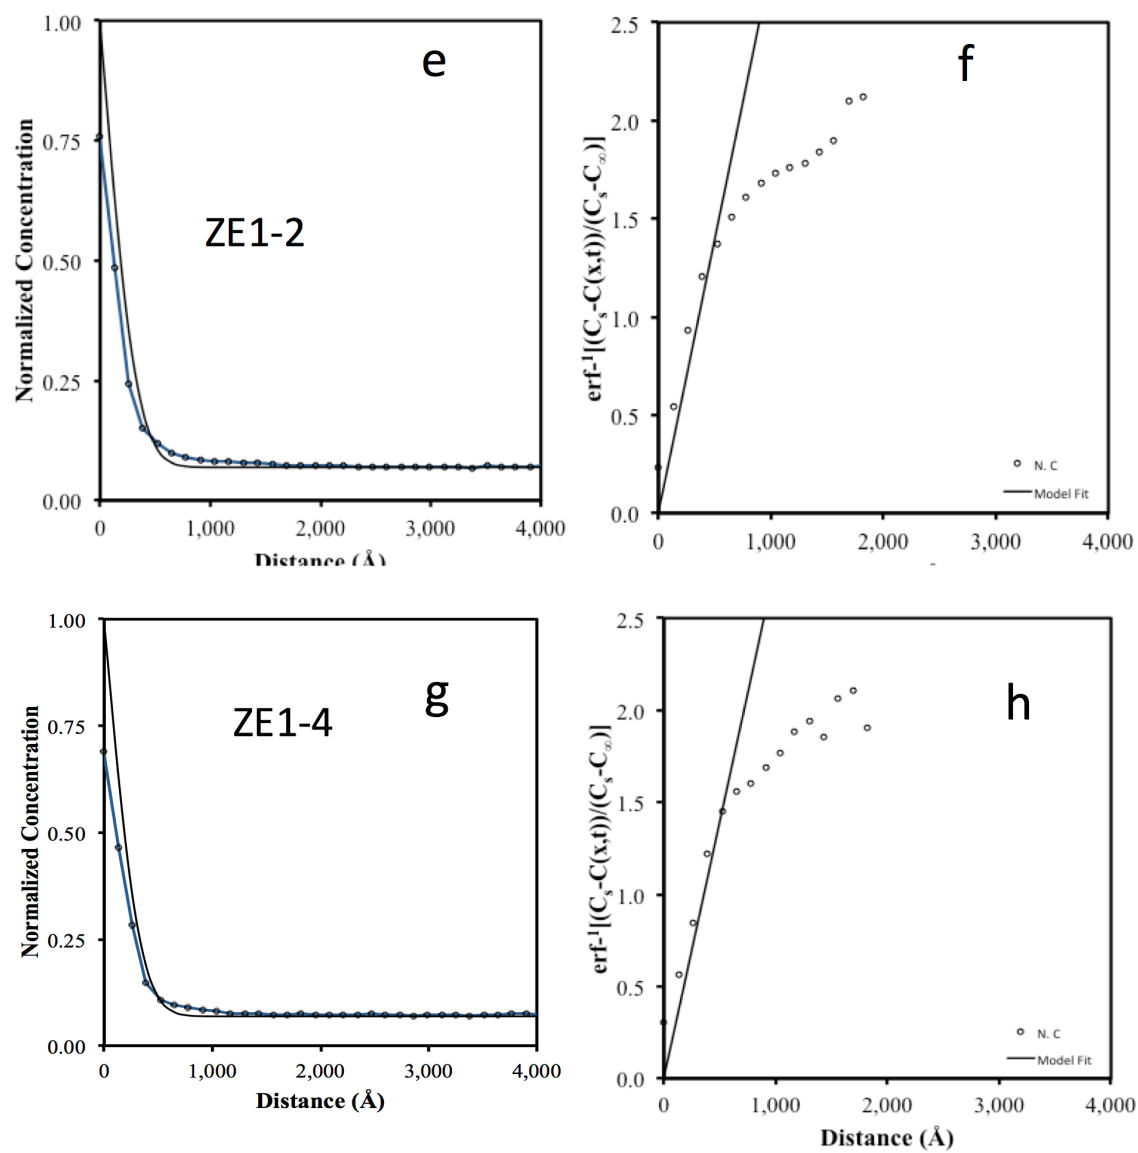 e
ZE1-2
Normalized Concentration
1.00
0.75
0.50
0.25
0.00
0 1,000 2,000 3,000 4,000
Distance (Å)
f
erf-¹[(Cₛ-C(x,t))/(Cₛ-C∞)]
2.5
2.0
1.5
1.0
0.5
0.0
N. C
Model Fit
0 1,000 2,000 3,000 4,000
g
ZE1-4
Normalized Concentration
1.00
0.75
0.50
0.25
0.00
0 1,000 2,000 3,000 4,000
Distance (Å)
h
erf-¹[(Cₛ-C(x,t))/(Cₛ-C∞)]
2.5
2.0
1.5
1.0
0.5
0.0
N. C
Model Fit
0 1,000 2,000 3,000 4,000
Distance (Å)